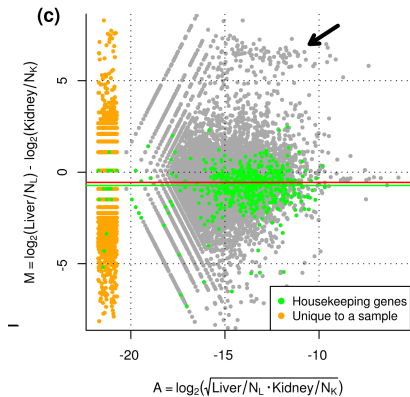 (c)
M = log2(Liver/NL) - log2(Kidney/NK)
5
0
-5
Housekeeping genes
Unique to a sample
-20 -15 -10
A = log2(√Liver/NL·Kidney/NK)